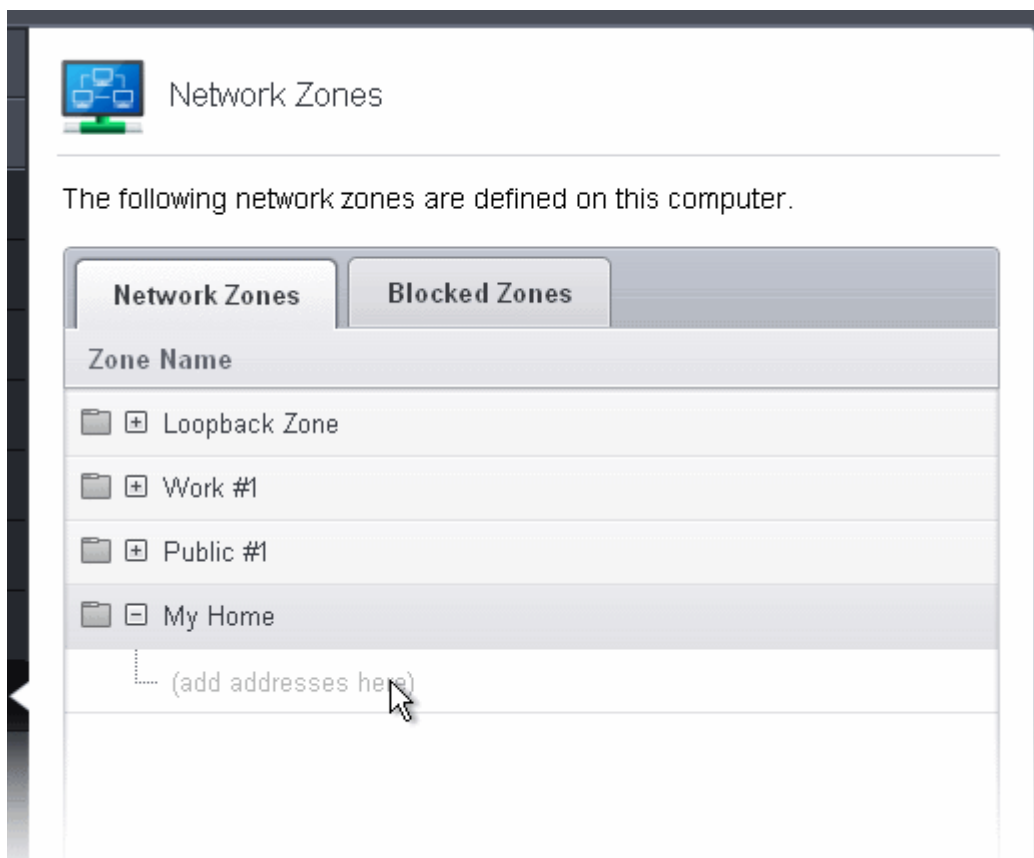 Network Zones
The following network zones are defined on this computer.
Network Zones
Blocked Zones
Zone Name
Loopback Zone
Work #1
Public #1
My Home
(add addresses here)